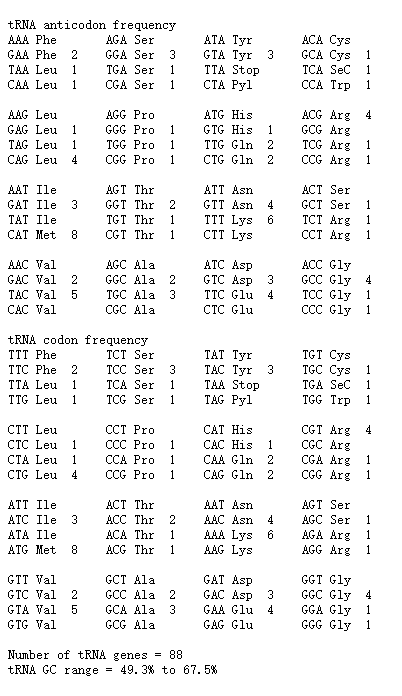 tRNA anticodon frequency
AAA Phe AGA Ser ATA Tyr ACA Cys
GAA Phe 2 GGA Ser 3 GTA Tyr 3 GCA Cys 1
TAA Leu 1 TGA Ser 1 TTA Stop TCA SeC 1
CAA Leu 1 CGA Ser 1 CTA Pyl CCA Trp 1
AAG Leu AGG Pro ATG His ACG Arg 4
GAG Leu 1 GGG Pro 1 GTG His 1 GCG Arg
TAG Leu 1 TGG Pro 1 TTG Gln 2 TCG Arg 1
CAG Leu 4 CGG Pro 1 CTG Gln 2 CCG Arg 1
AAT Ile AGT Thr ATT Asn ACT Ser
GAT Ile 3 GGT Thr 2 GTT Asn 4 GCT Ser 1
TAT Ile TGT Thr 1 TTT Lys 6 TCT Arg 1
CAT Met 8 CGT Thr 1 CTT Lys CCT Arg 1
AAC Val AGC Ala ATC Asp ACC Gly
GAC Val 2 GGC Ala 2 GTC Asp 3 GCC Gly 4
TAC Val 5 TGC Ala 3 TTC Glu 4 TCC Gly 1
CAC Val CGC Ala CTC Glu CCC Gly 1
tRNA codon frequency
TTT Phe TCT Ser TAT Tyr TGT Cys
TTC Phe 2 TCC Ser 3 TAC Tyr 3 TGC Cys 1
TTA Leu 1 TCA Ser 1 TAA Stop TGA SeC 1
TTG Leu 1 TCG Ser 1 TAG Pyl TGG Trp 1
CTT Leu CCT Pro CAT His CGT Arg 4
CTC Leu 1 CCC Pro 1 CAC His 1 CGC Arg
CTA Leu 1 CCA Pro 1 CAA Gln 2 CGA Arg 1
CTG Leu 4 CCG Pro 1 CAG Gln 2 CGG Arg 1
ATT Ile ACT Thr AAT Asn AGT Ser
ATC Ile 3 ACC Thr 2 AAC Asn 4 AGC Ser 1
ATA Ile ACA Thr 1 AAA Lys 6 AGA Arg 1
ATG Met 8 ACG Thr 1 AAG Lys AGG Arg 1
GTT Val GCT Ala GAT Asp GGT Gly
GTC Val 2 GCC Ala 2 GAC Asp 3 GGC Gly 4
GTA Val 5 GCA Ala 3 GAA Glu 4 GGA Gly 1
GTG Val GCG Ala GAG Glu GGG Gly 1
Number of tRNA genes = 88
tRNA GC range = 49.3% to 67.5%